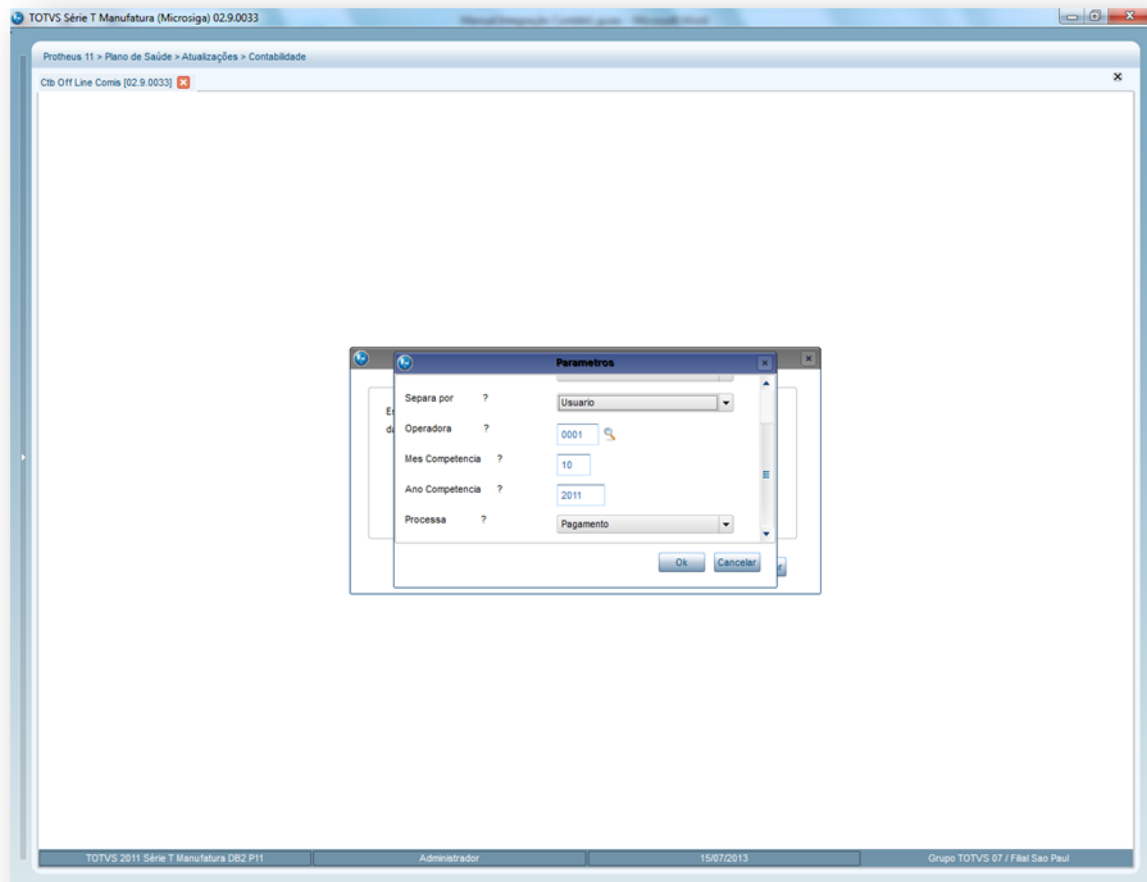 TOTVS Série T Manufatura (Microsiga) 02.9.0033
Protheus 11 > Plano de Saúde > Atualizações > Contabilidade
Ctb Off Line Comis [02.9.0033]
Parametros
Separa por ? Usuario
Operadora ? 0001
Mes Competencia ? 10
Ano Competencia ? 2011
Processa ? Pagamento
Ok Cancelar
TOTVS 2011 Série T Manufatura DB2 P11 Administrador 15/07/2013 Grupo TOTVS 07 / Filial Sao Paul